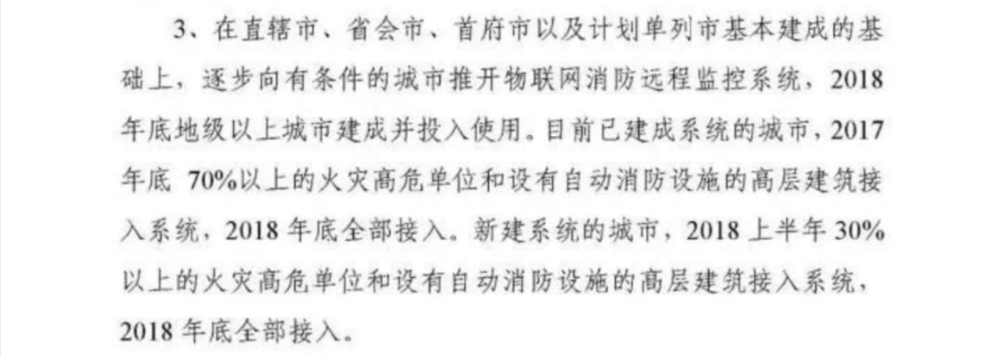 3、在直辖市、省会市、首府市以及计划单列市基本建成的基
础上，逐步向有条件的城市推开物联网消防远程监控系统，2018
年底地级以上城市建成并投入使用。目前已建成系统的城市，2017
年底 70%以上的火灾高危单位和设有自动消防设施的高层建筑接
入系统，2018 年底全部接入。新建系统的城市，2018 上半年 30%
以上的火灾高危单位和设有自动消防设施的高层建筑接入系统，
2018 年底全部接入。